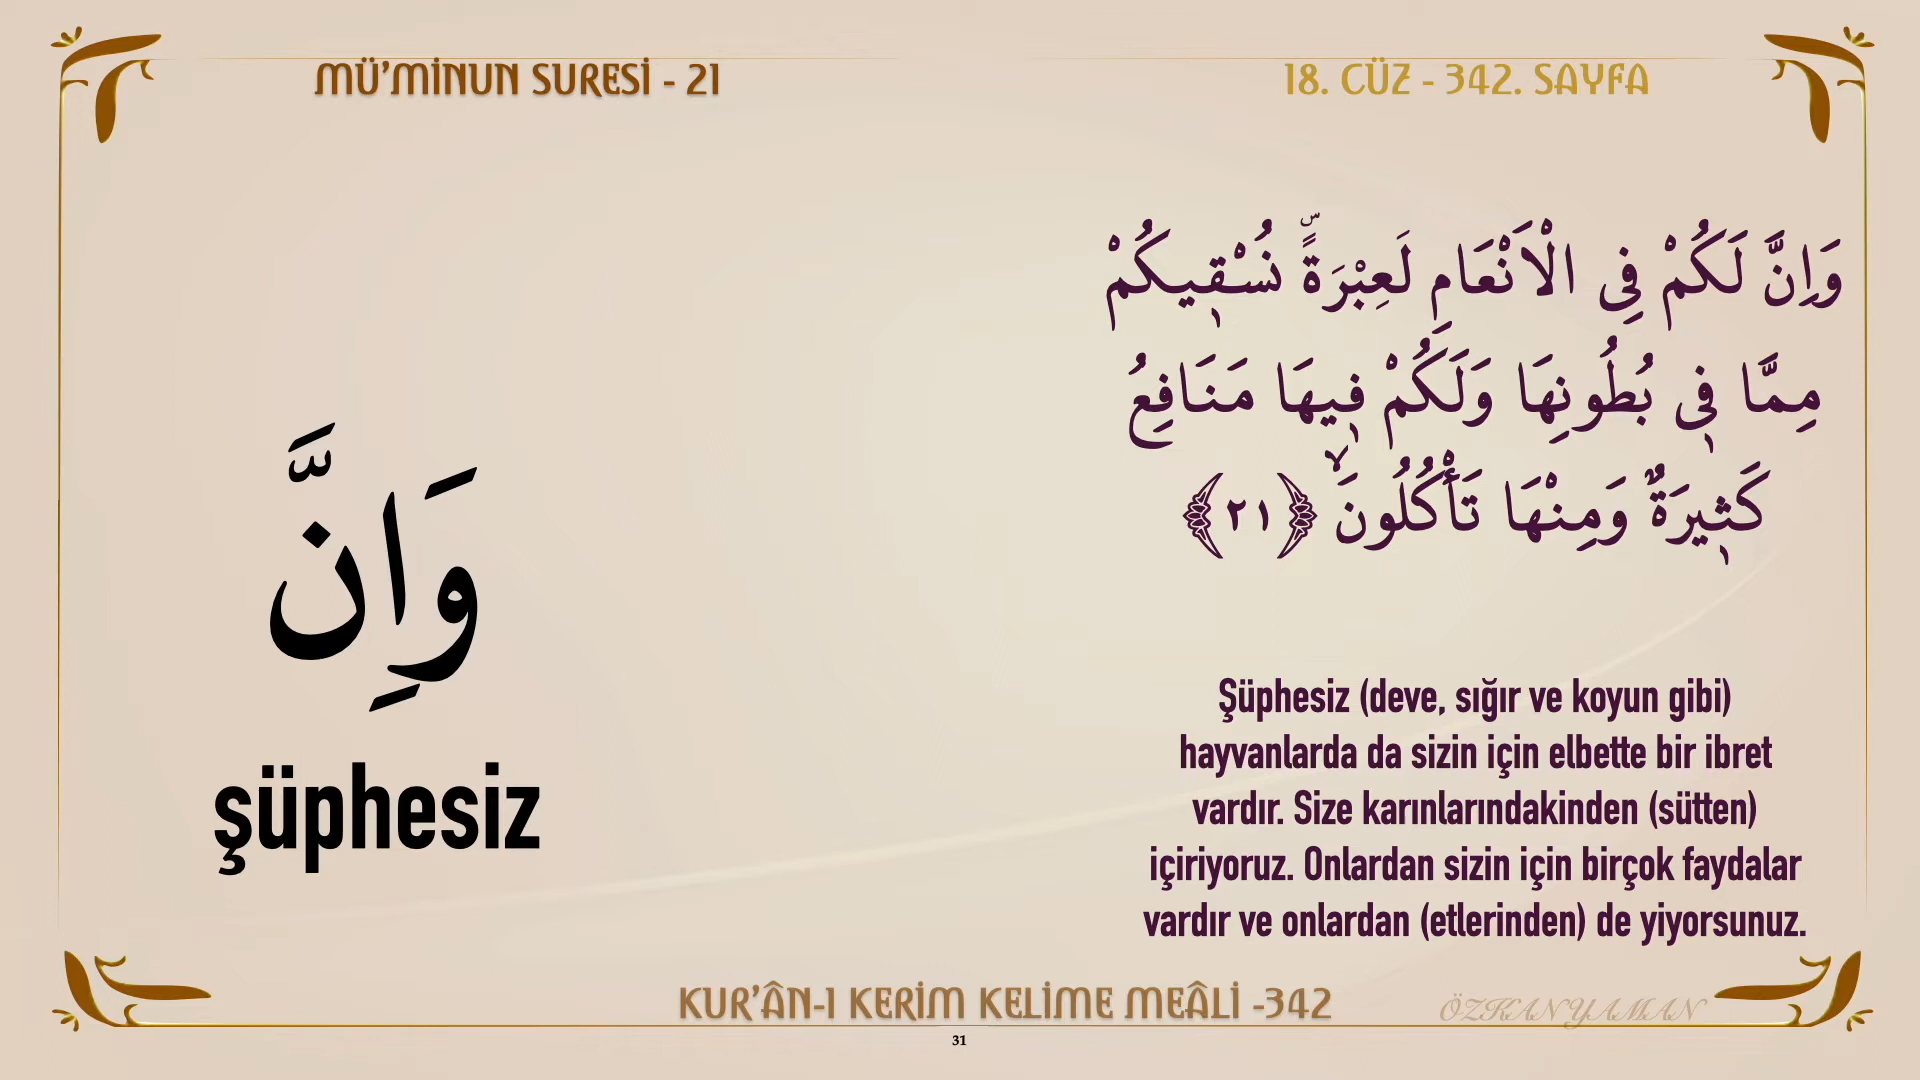 MÜ'MİNUN SURESİ - 21
18. CÜZ - 342. SAYFA
وَاِنَّ لَكُمْ فِى الْاَنْعَامِ لَعِبْرَةًۜ نُسْقٖيكُمْ
مِمَّا فٖى بُطُونِهَا وَلَكُمْ فٖيهَا مَنَافِعُ
كَثٖيرَةٌ وَمِنْهَا تَأْكُلُونَۙ ﴿٢١﴾
وَاِنَّ
şüphesiz
Şüphesiz (deve, sığır ve koyun gibi)
hayvanlarda da sizin için elbette bir ibret
vardır. Size karınlarındakinden (sütten)
içiriyoruz. Onlardan sizin için birçok faydalar
vardır ve onlardan (etlerinden) de yiyorsunuz.
KUR'ÂN-I KERİM KELİME MEÂLİ -342
ÖZKAN YAMAN
31